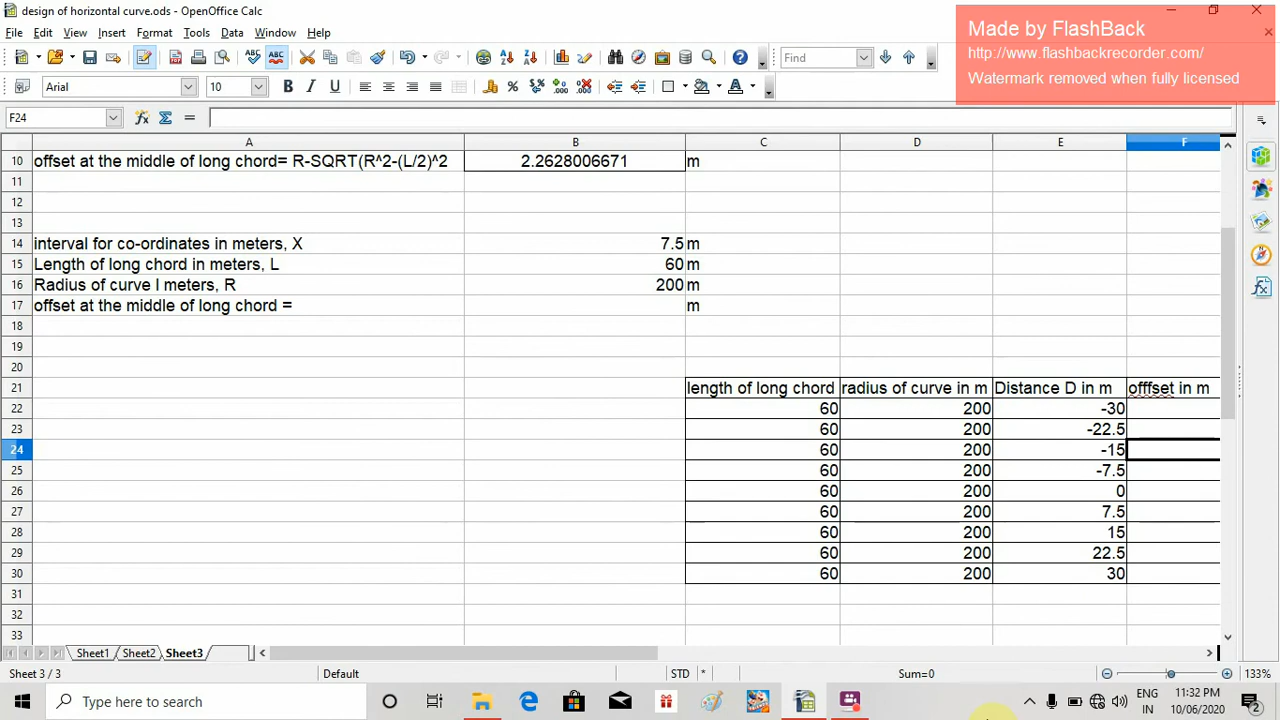 design of horizontal curve.ods - OpenOffice Calc
Made by FlashBack
http://www.flashbackrecorder.com/
Watermark removed when fully licensed
File Edit View Insert Format Tools Data Window Help
Find
Arial 10
F24
A B C D E F
10 offset at the middle of long chord= R-SQRT(R^2-(L/2)^2 2.2628006671 m
11
12
13
14 interval for co-ordinates in meters, X 7.5 m
15 Length of long chord in meters, L 60 m
16 Radius of curve I meters, R 200 m
17 offset at the middle of long chord = m
18
19
20
21 length of long chord radius of curve in m Distance D in m offfset in m
22 60 200 -30
23 60 200 -22.5
24 60 200 -15
25 60 200 -7.5
26 60 200 0
27 60 200 7.5
28 60 200 15
29 60 200 22.5
30 60 200 30
31
32
33
Sheet1 Sheet2 Sheet3
Sheet 3 / 3 Default STD * Sum=0 133%
Type here to search
ENG 11:32 PM
IN 10/06/2020 2